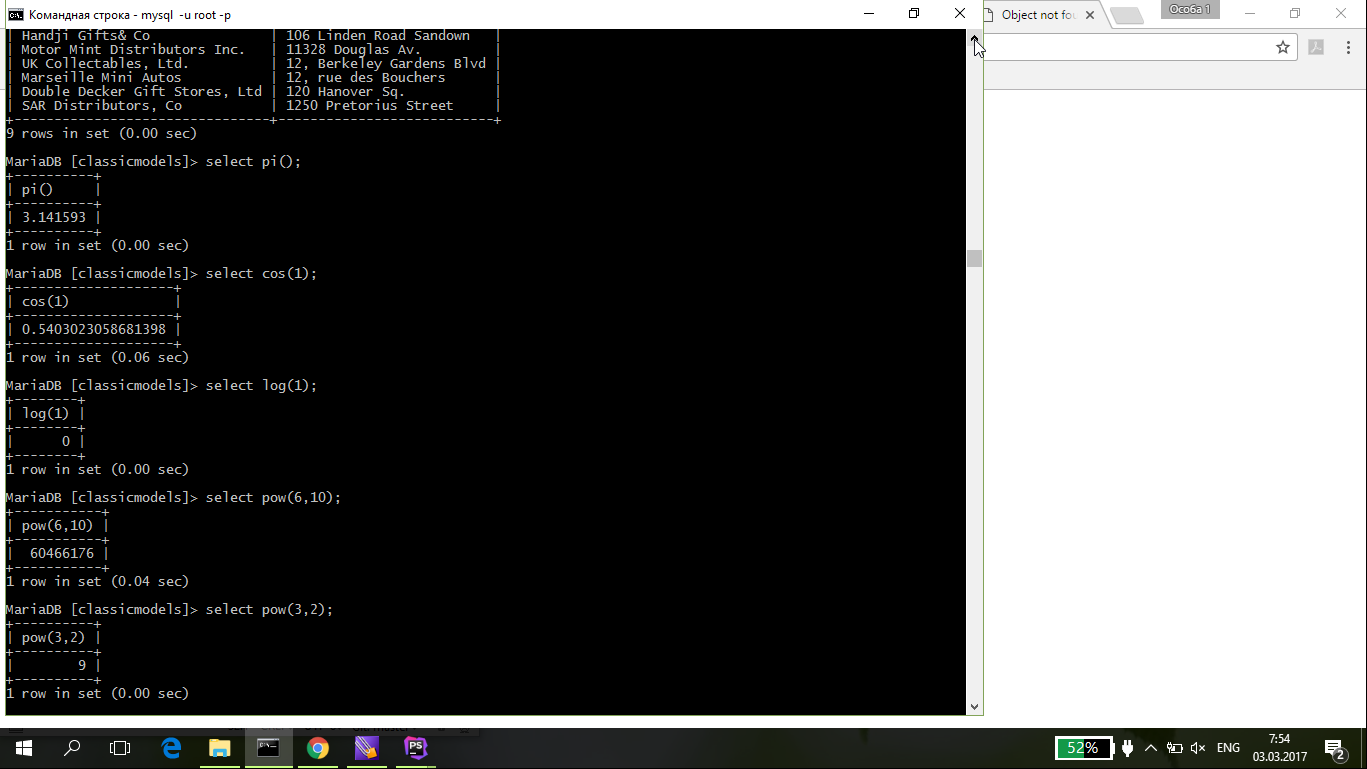 Командная строка - mysql -u root -p
| Handji Gifts& Co | 106 Linden Road Sandown |
| Motor Mint Distributors Inc. | 11328 Douglas Av. |
| UK Collectables, Ltd. | 12, Berkeley Gardens Blvd |
| Marseille Mini Autos | 12, rue des Bouchers |
| Double Decker Gift Stores, Ltd | 120 Hanover Sq. |
| SAR Distributors, Co | 1250 Pretorius Street |
+--------------------------------+---------------------------+
9 rows in set (0.00 sec)
MariaDB [classicmodels]> select pi();
+----------+
| pi() |
+----------+
| 3.141593 |
+----------+
1 row in set (0.00 sec)
MariaDB [classicmodels]> select cos(1);
+--------------------+
| cos(1) |
+--------------------+
| 0.5403023058681398 |
+--------------------+
1 row in set (0.06 sec)
MariaDB [classicmodels]> select log(1);
+--------+
| log(1) |
+--------+
| 0 |
+--------+
1 row in set (0.00 sec)
MariaDB [classicmodels]> select pow(6,10);
+-----------+
| pow(6,10) |
+-----------+
| 60466176 |
+-----------+
1 row in set (0.04 sec)
MariaDB [classicmodels]> select pow(3,2);
+----------+
| pow(3,2) |
+----------+
| 9 |
+----------+
1 row in set (0.00 sec)
Object not fou
Особа 1
PS
52%
ENG
7:54
03.03.2017
2